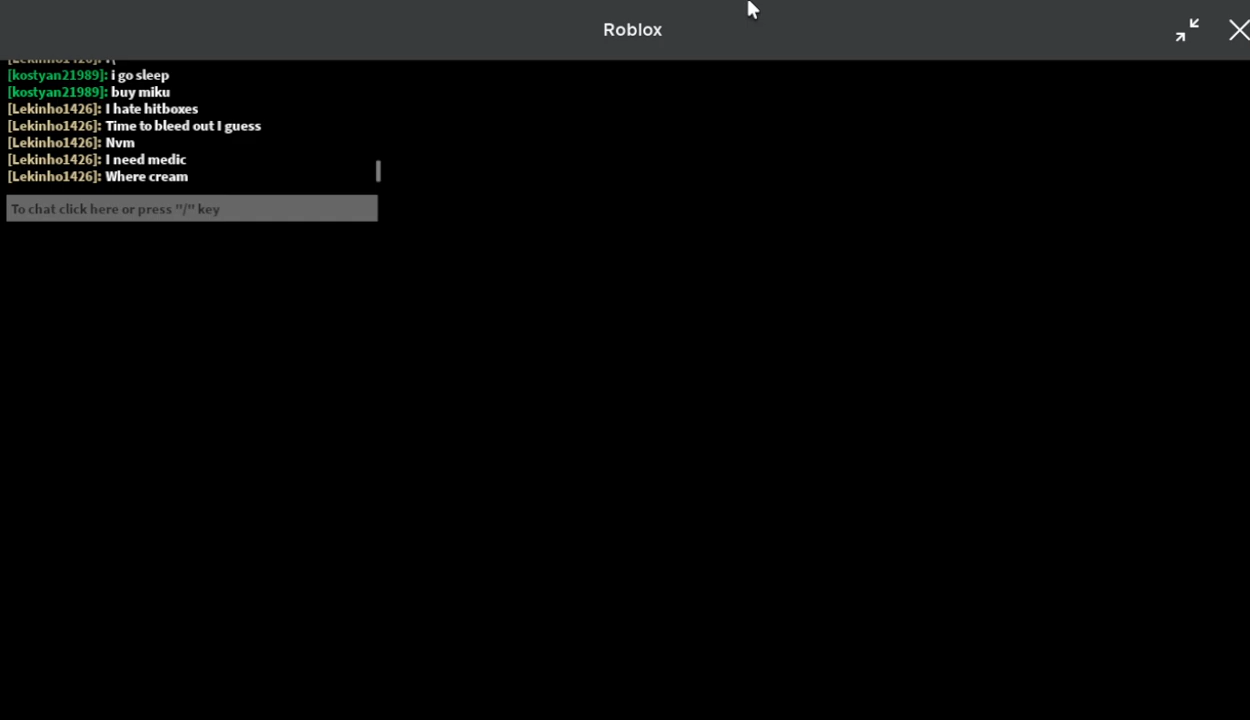 Roblox
[kostyan21989]: i go sleep
[kostyan21989]: buy miku
[Lekinho1426]: I hate hitboxes
[Lekinho1426]: Time to bleed out I guess
[Lekinho1426]: Nvm
[Lekinho1426]: I need medic
[Lekinho1426]: Where cream
To chat click here or press "/" key